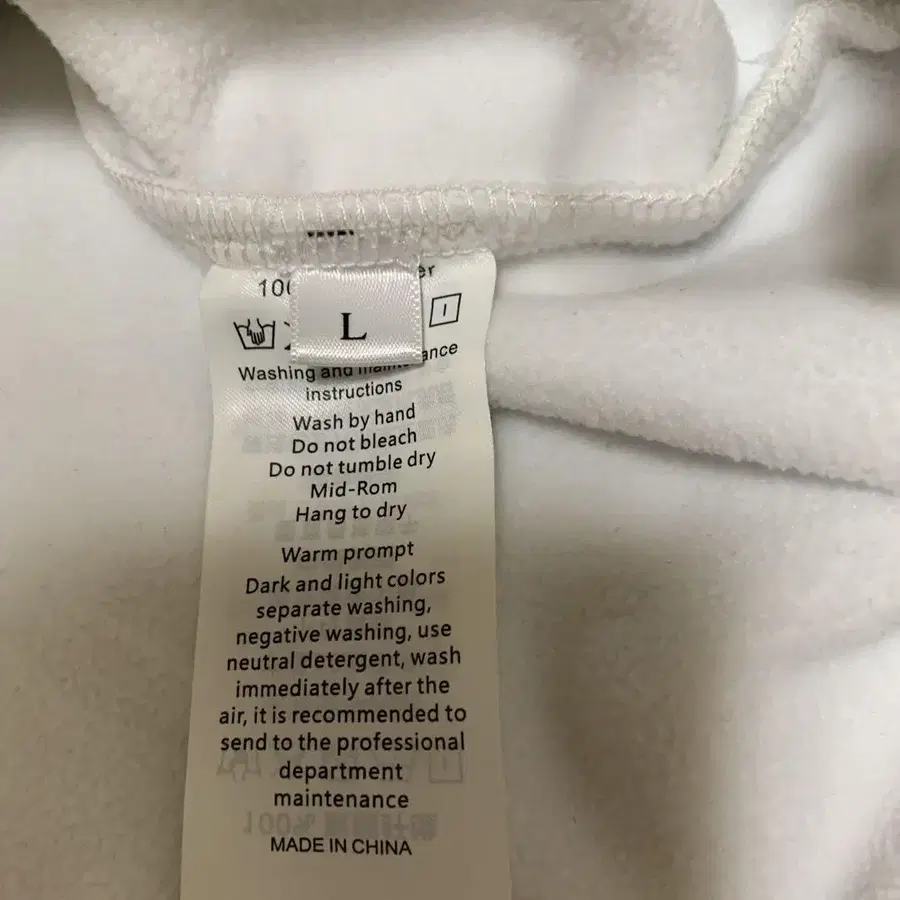 L
Washing and
instructions
Wash by hand
Do not bleach
Do not tumble dry
Mid-Rom
Hang to dry
Warm prompt
Dark and light colors
separate washing,
negative washing, use
neutral detergent, wash
immediately after the
air, it is recommended to
send to the professional
department
maintenance
MADE IN CHINA